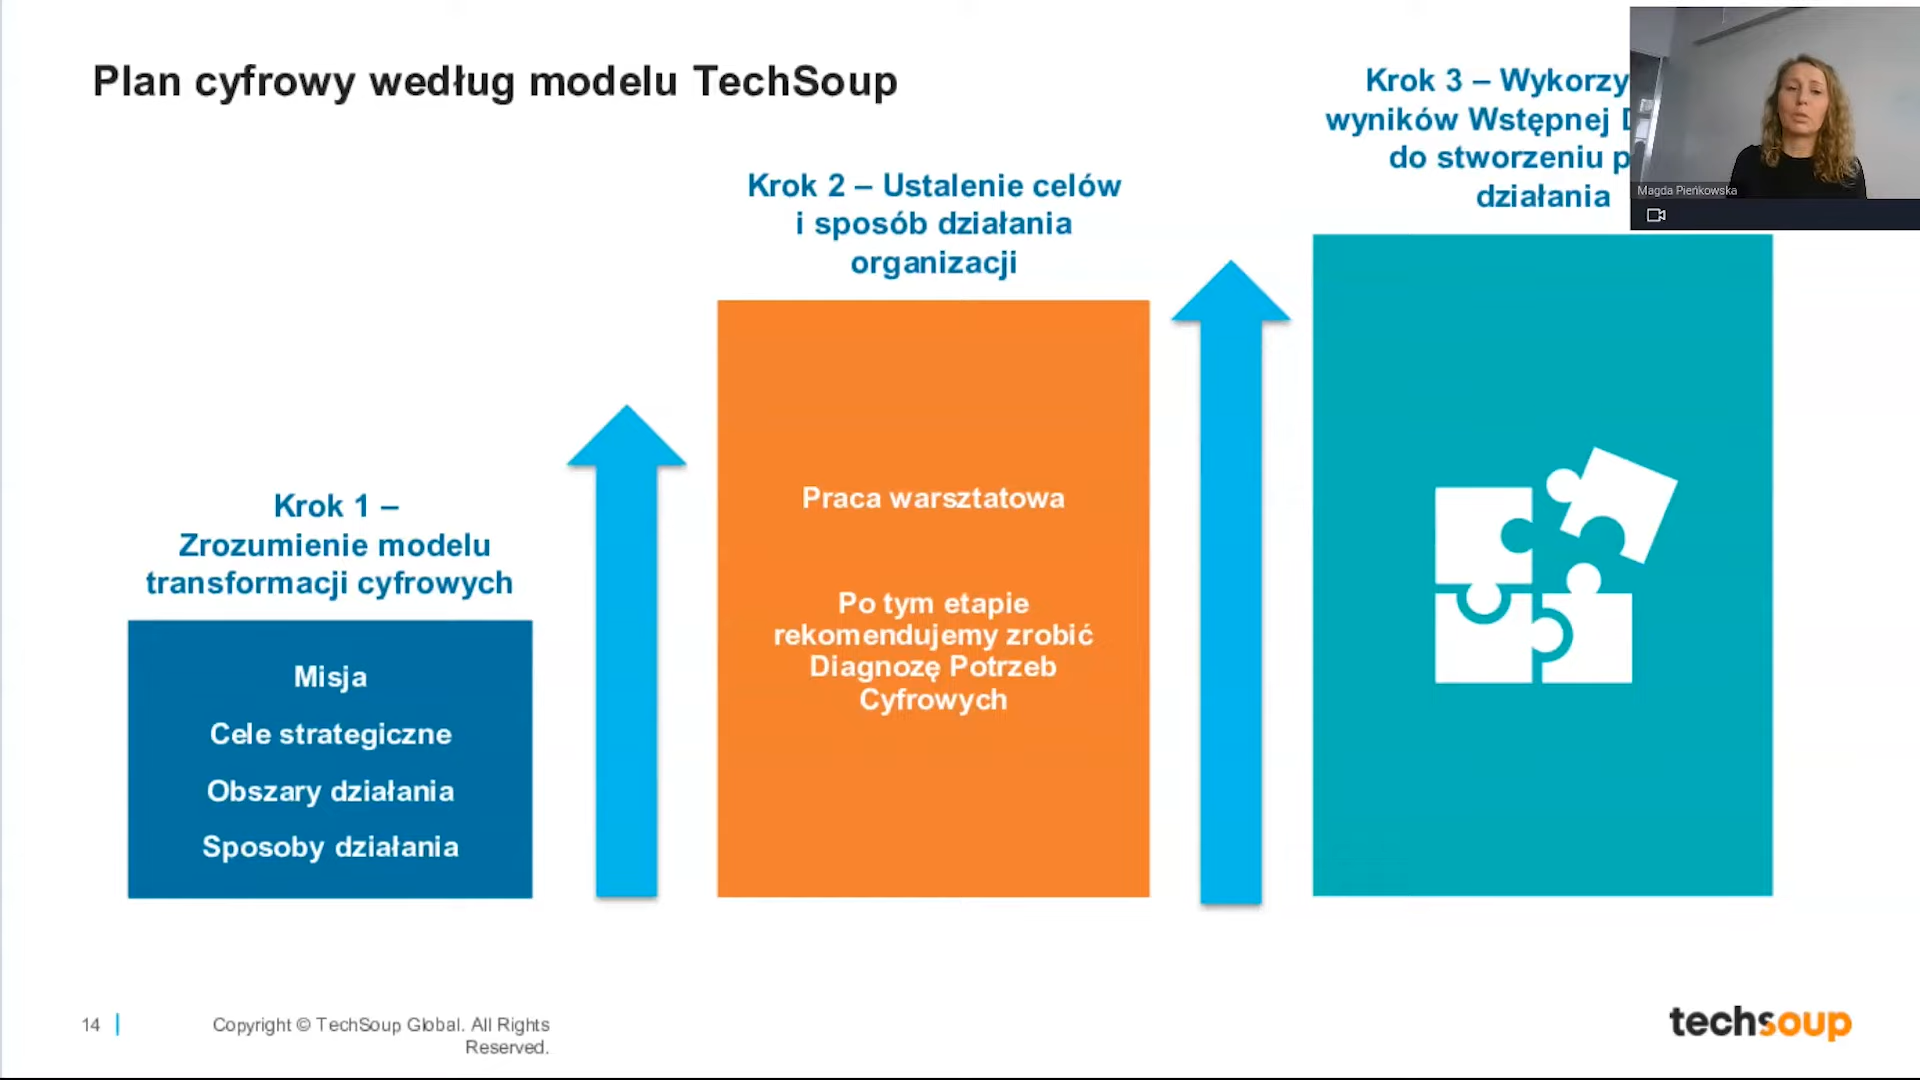 Plan cyfrowy według modelu TechSoup
Krok 1 –
Zrozumienie modelu
transformacji cyfrowych
Misja
Cele strategiczne
Obszary działania
Sposoby działania
Krok 2 – Ustalenie celów
i sposób działania
organizacji
Praca warsztatowa
Po tym etapie
rekomendujemy zrobić
Diagnozę Potrzeb
Cyfrowych
Krok 3 –
wyników Wstępnej
do stworzeniu
działania
Magda Pieńkowska
14
Copyright © TechSoup Global. All Rights
Reserved.
techsoup